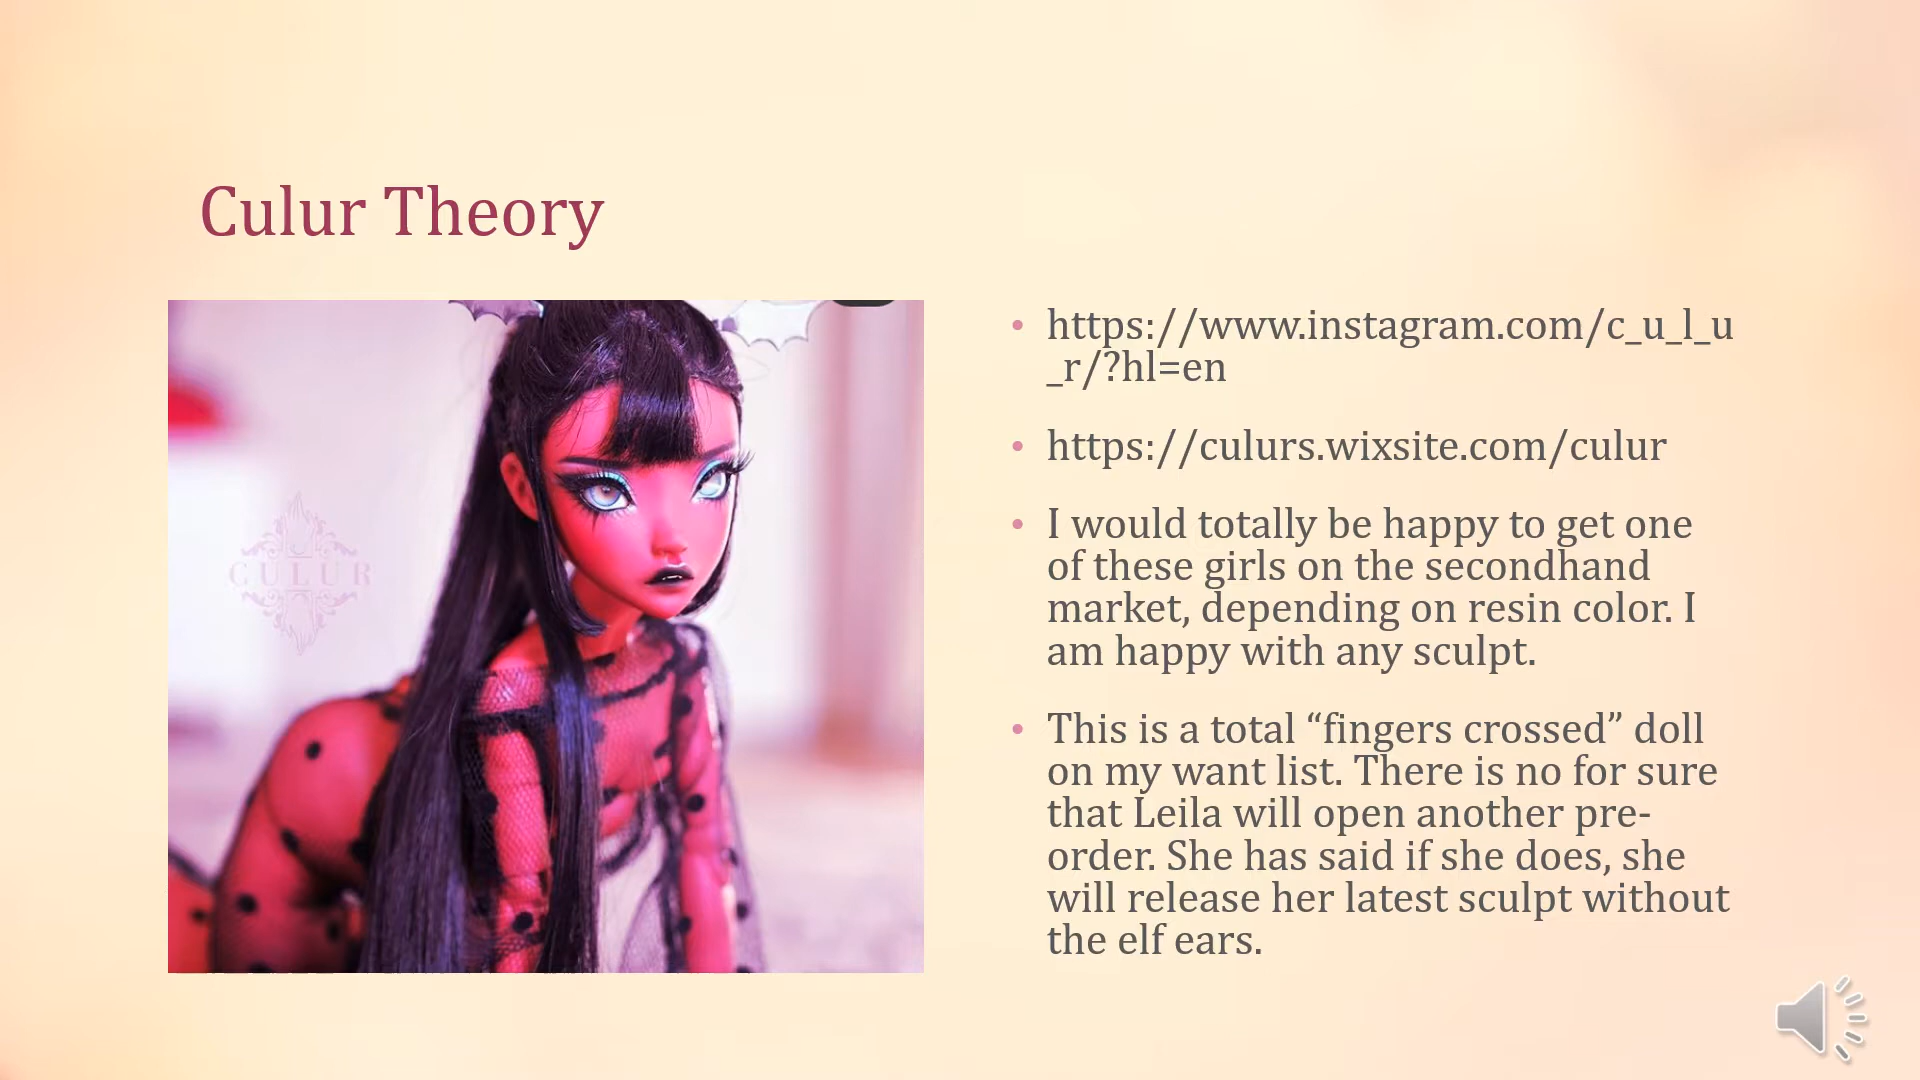 Culur Theory
CULUR
https://www.instagram.com/c_u_l_u
_r/?hl=en
https://culurs.wixsite.com/culur
I would totally be happy to get one
of these girls on the secondhand
market, depending on resin color. I
am happy with any sculpt.
This is a total “fingers crossed” doll
on my want list. There is no for sure
that Leila will open another pre-
order. She has said if she does, she
will release her latest sculpt without
the elf ears.